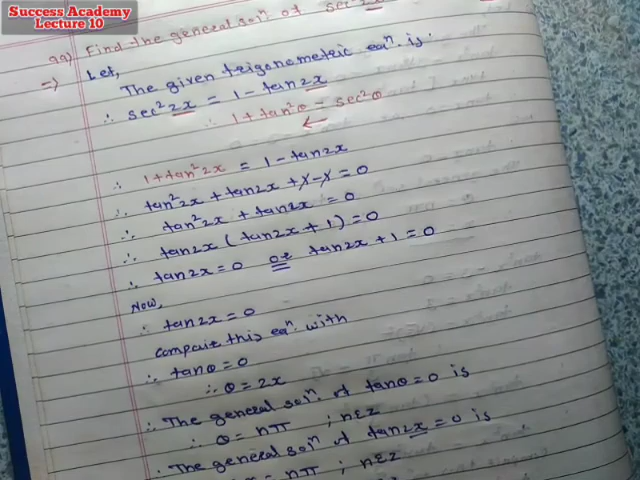 Success Academy
Lecture 10
Find the general solⁿ of sec²
=> Let,
The given trigonometric eqⁿ. is.
∴ sec²2x = 1 - tan2x
∴ 1 + tan²θ = sec²θ
←
∴ 1 + tan²2x = 1 - tan2x
∴ tan²2x + tan2x + 1 - 1 = 0
∴ tan²2x + tan2x = 0
∴ tan2x (tan2x + 1) = 0
∴ tan2x = 0 or tan2x + 1 = 0
Now,
∴ tan2x = 0
compare this eqⁿ. with
∴ tanθ = 0
∴ θ = 2x
∴ The general solⁿ of tanθ = 0 is
∴ θ = nπ ; n∈z
∴ The general solⁿ of tan2x = 0 is
= nπ ; n∈z